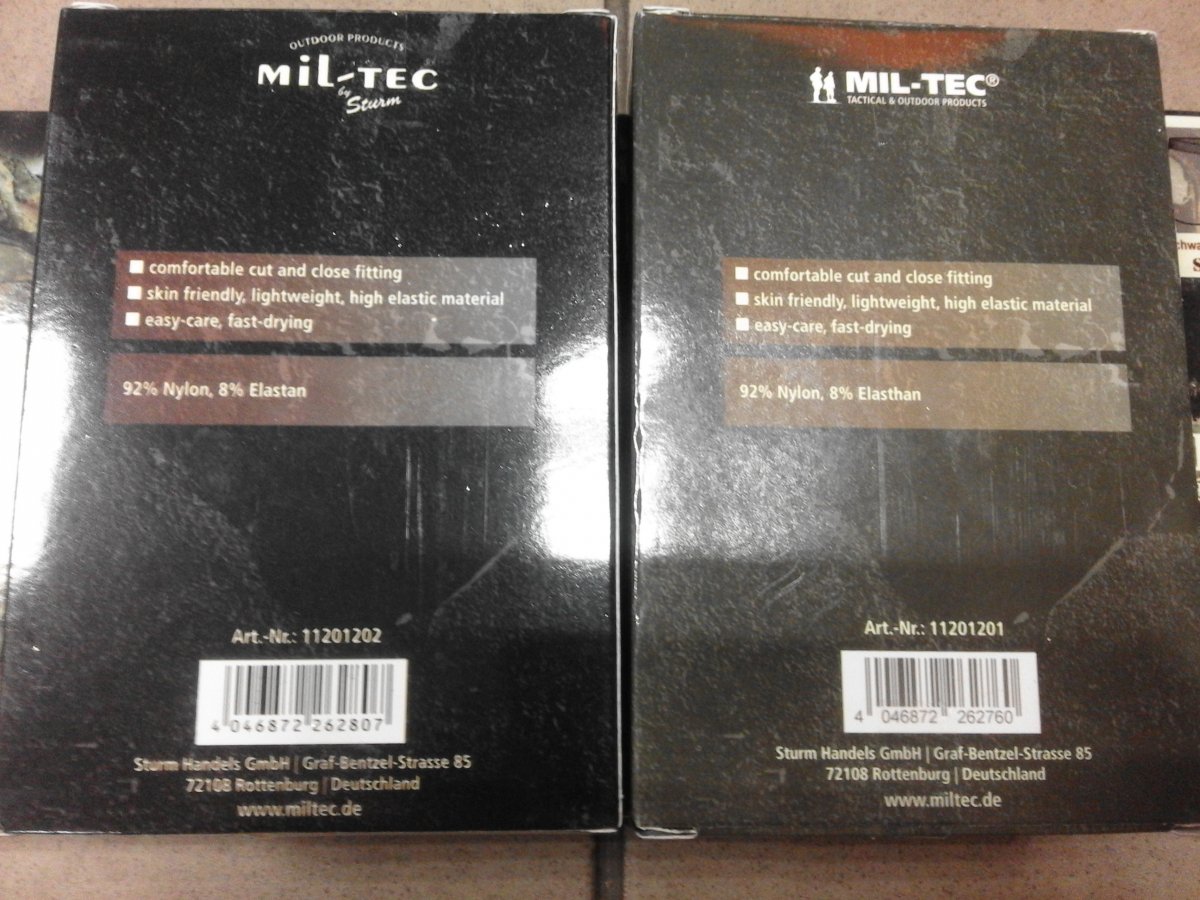 OUTDOOR PRODUCTS
MiL-TEC
by Sturm
comfortable cut and close fitting
skin friendly, lightweight, high elastic material
easy-care, fast-drying
92% Nylon, 8% Elastan
Art.-Nr.: 11201202
4 046872 262807
Sturm Handels GmbH | Graf-Bentzel-Strasse 85
72108 Rottenburg | Deutschland
www.miltec.de
MIL-TEC®
TACTICAL & OUTDOOR PRODUCTS
comfortable cut and close fitting
skin friendly, lightweight, high elastic material
easy-care, fast-drying
92% Nylon, 8% Elasthan
Art.-Nr.: 11201201
4 046872 262760
Sturm Handels GmbH | Graf-Bentzel-Strasse 85
72108 Rottenburg | Deutschland
www.miltec.de